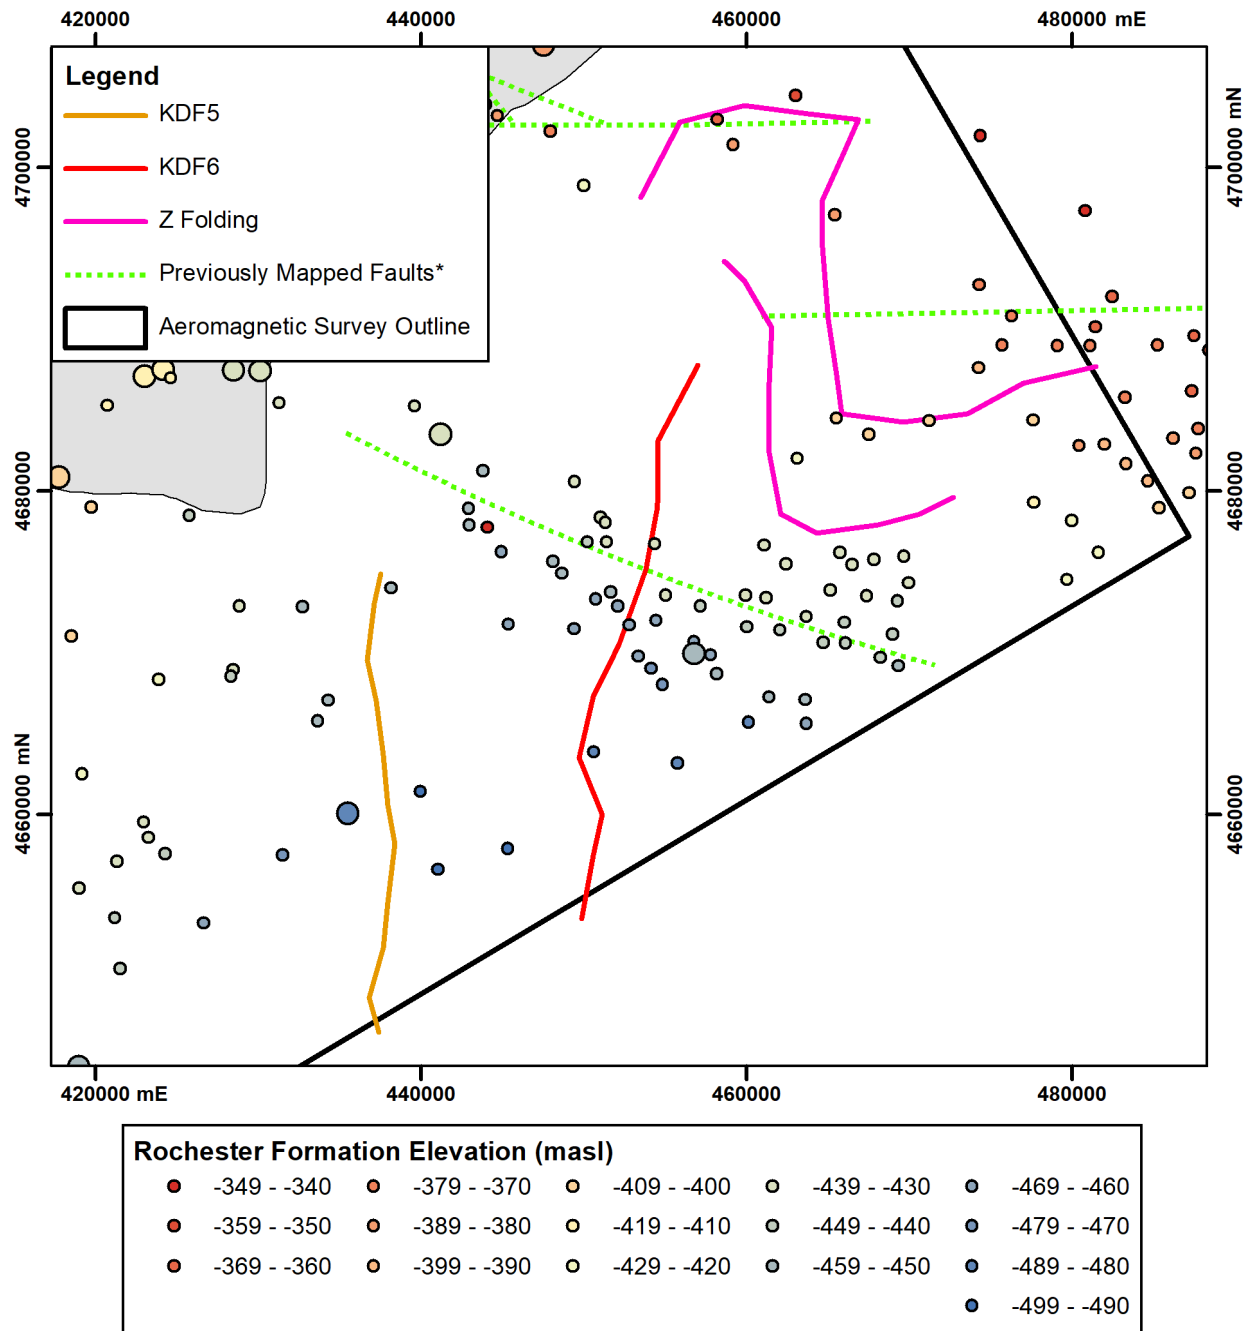 420000 440000 460000 480000 mE
Legend
KDF5
KDF6
Z Folding
Previously Mapped Faults*
Aeromagnetic Survey Outline
4700000 mN
4680000
4660000 mN
4700000 mN
4680000
4660000
420000 mE 440000 460000 480000
Rochester Formation Elevation (masl)
-349 - -340 -379 - -370 -409 - -400 -439 - -430 -469 - -460
-359 - -350 -389 - -380 -419 - -410 -449 - -440 -479 - -470
-369 - -360 -399 - -390 -429 - -420 -459 - -450 -489 - -480
-499 - -490